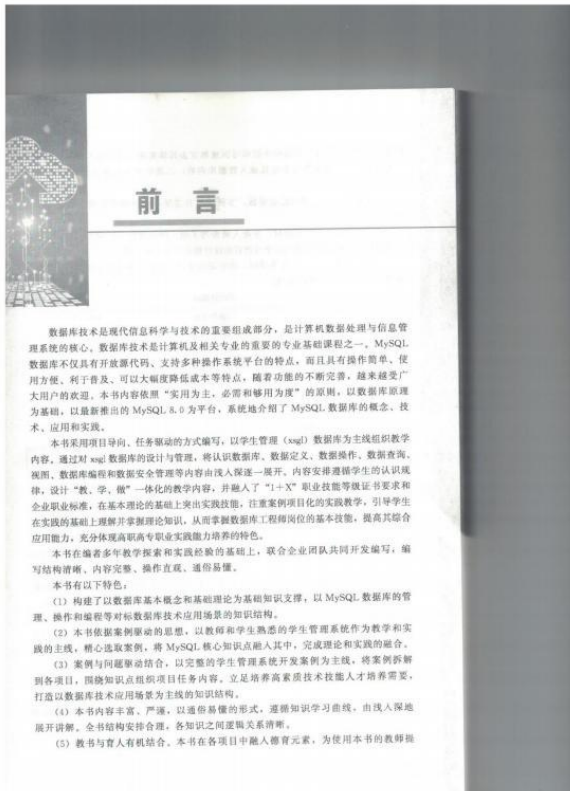 前言
数据库技术是现代信息科学与技术的重要组成部分，是计算机数据处理与信息管
理系统的核心。数据库技术是计算机及相关专业的重要的专业基础课程之一。MySQL
数据库不仅具有开放源代码、支持多种操作系统平台的特点，而且具有操作简单、使
用方便、利于普及、可以大幅度降低成本等特点，随着功能的不断完善，越来越受广
大用户的欢迎。本书内容依照“实用为主，必需和够用为度”的原则，以数据库原理
为基础，以最新推出的 MySQL 8.0 为平台，系统地介绍了 MySQL 数据库的概念、技
术、应用和实践。
本书采用项目导向、任务驱动的方式编写，以学生管理（xsgl）数据库为主线组织教学
内容。通过对 xsgl 数据库的设计与管理，将认识数据库、数据定义、数据操作、数据查询、
视图、数据库编程和数据安全管理等内容由浅入深逐一展开。内容安排遵循学生的认识规
律，设计“教、学、做”一体化的教学内容，并融入了“1+X”职业技能等级证书要求和
企业职业标准，在基本理论的基础上突出实践技能，注重案例项目化的实践教学，引导学生
在实践的基础上理解并掌握理论知识，从而掌握数据库工程师岗位的基本技能，提高其综合
应用能力，充分体现高职高专职业实践能力培养的特色。
本书在编者多年教学探索和实践经验的基础上，联合企业团队共同开发编写，编
写结构清晰、内容完整、操作直观、通俗易懂。
本书有以下特色：
（1）构建了以数据库基本概念和基础理论为基础知识支撑，以 MySQL 数据库的管
理、操作和编程等对标数据库技术应用场景的知识结构。
（2）本书依据案例驱动的思想，以教师和学生熟悉的学生管理系统作为教学和实
践的主线，精心选取案例，将 MySQL 核心知识点融入其中，完成理论和实践的融合。
（3）案例与问题驱动结合，以完整的学生管理系统开发案例为主线，将案例拆解
到各项目，围绕知识点组织项目任务内容。立足培养高素质技术技能人才培养需要，
打造以数据库技术应用场景为主线的知识结构。
（4）本书内容丰富、严谨，以通俗易懂的形式，遵循知识学习曲线，由浅入深地
展开讲解。全书结构安排合理，各知识之间逻辑关系清晰。
（5）教书与育人有机结合。本书在各项目中融入德育元素，为使用本书的教师提